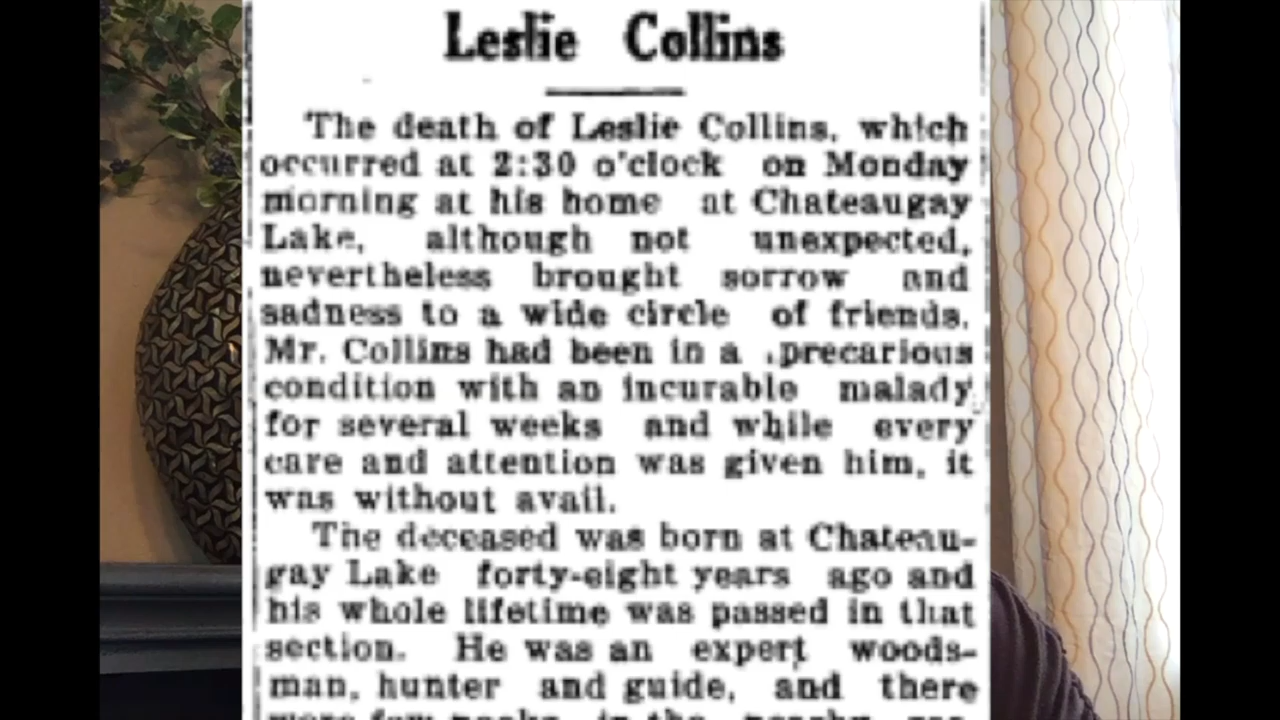 Leslie Collins
The death of Leslie Collins, which
occurred at 2:30 o'clock on Monday
morning at his home at Chateaugay
Lake, although not unexpected,
nevertheless brought sorrow and
sadness to a wide circle of friends.
Mr. Collins had been in a precarious
condition with an incurable malady
for several weeks and while every
care and attention was given him, it
was without avail.
The deceased was born at Chateau-
gay Lake forty-eight years ago and
his whole lifetime was passed in that
section. He was an expert woods-
man, hunter and guide, and there